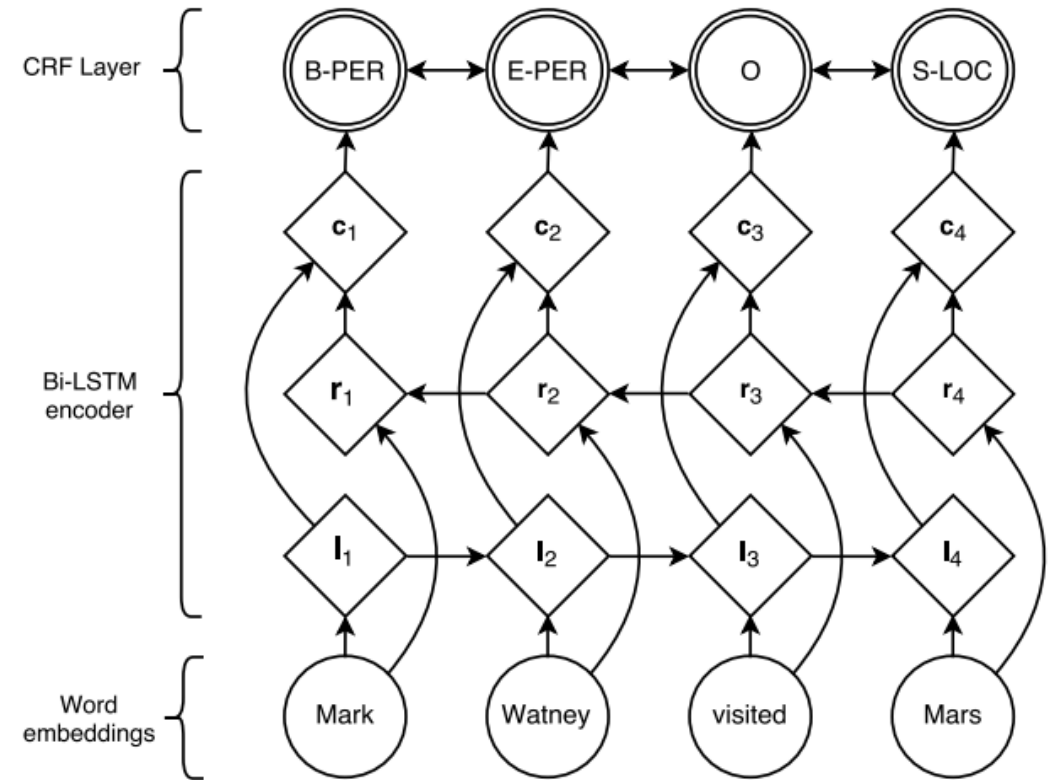 CRF Layer
B-PER E-PER O S-LOC
c1 c2 c3 c4
Bi-LSTM
encoder
r1 r2 r3 r4
l1 l2 l3 l4
Word
embeddings
Mark Watney visited Mars